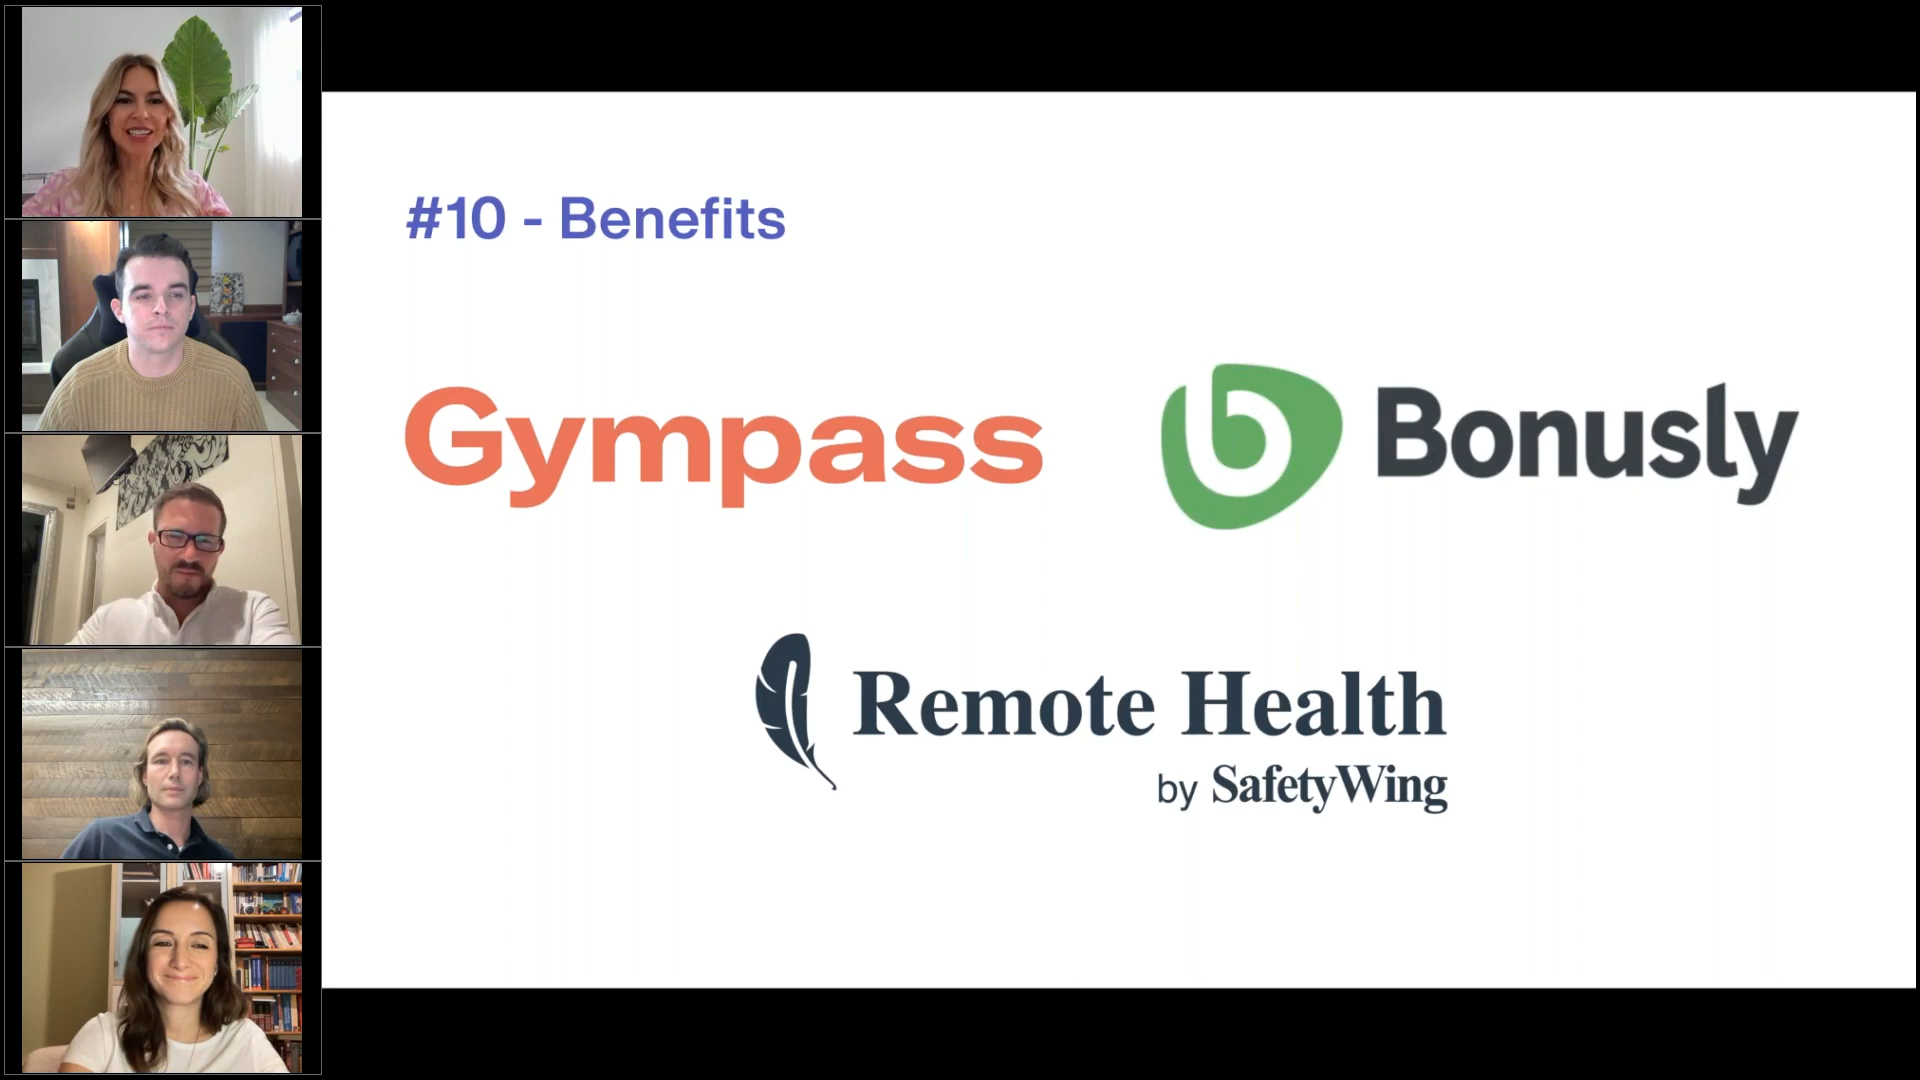 #10 - Benefits
Gympass
Bonusly
Remote Health
by SafetyWing